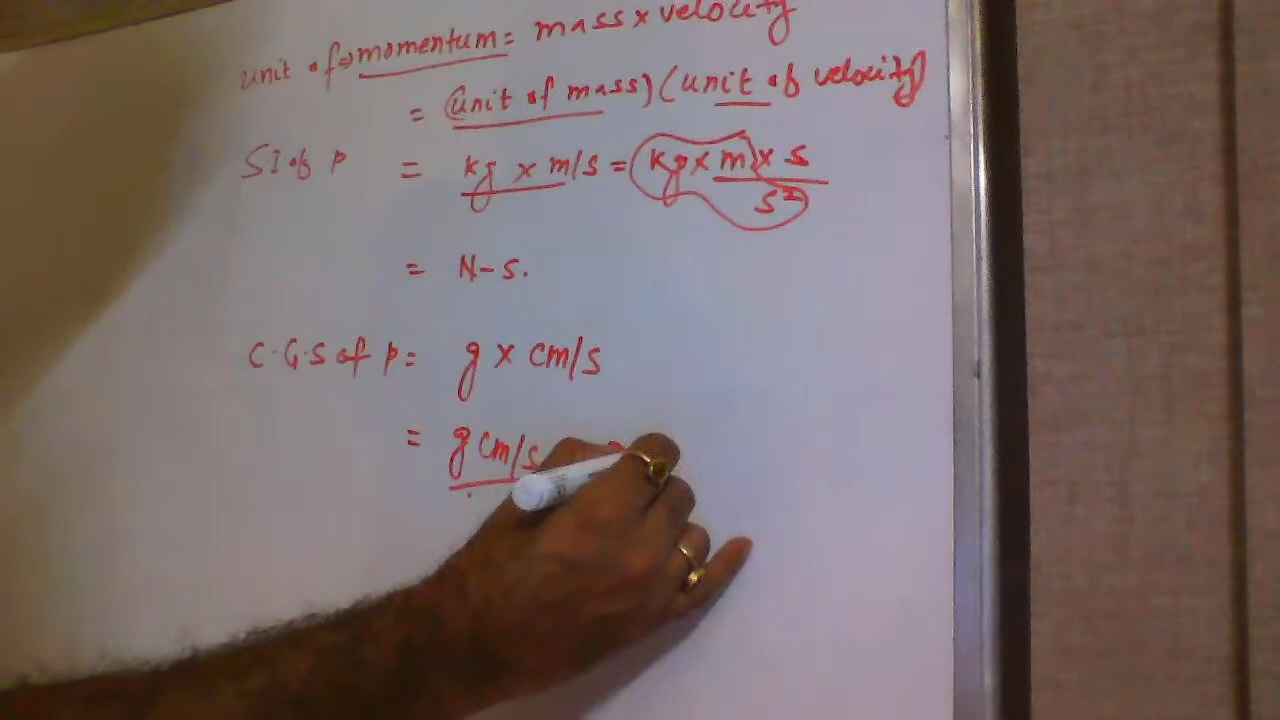 unit of ⇒ momentum = mass x velocity
= (unit of mass) (unit of velocity)
SI of P = kg x m/s = kg x m x s / s²
= N-s.
C.G.S of P = g x cm/s
= g cm/s